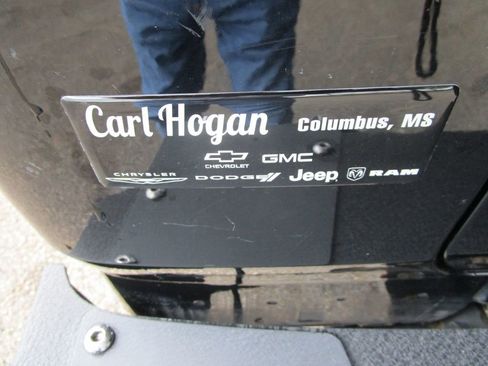 Carl Hogan Columbus, MS
CHEVROLET GMC
CHRYSLER DODGE Jeep RAM